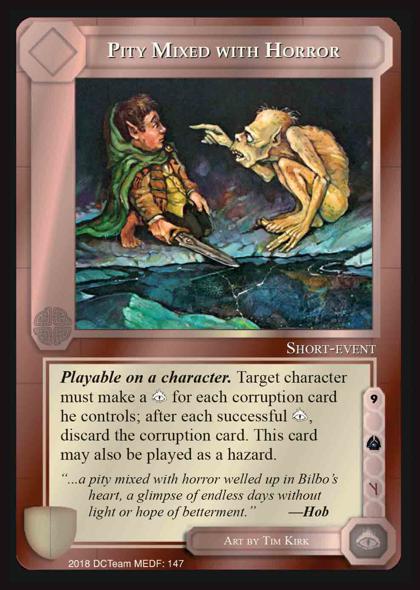 Pity Mixed with Horror
Short-event
Playable on a character. Target character
must make a for each corruption card
he controls; after each successful ,
discard the corruption card. This card
may also be played as a hazard.
9
“...a pity mixed with horror welled up in Bilbo’s
heart, a glimpse of endless days without
light or hope of betterment.” —Hob
Art by Tim Kirk
2018 DCTeam MEDF: 147